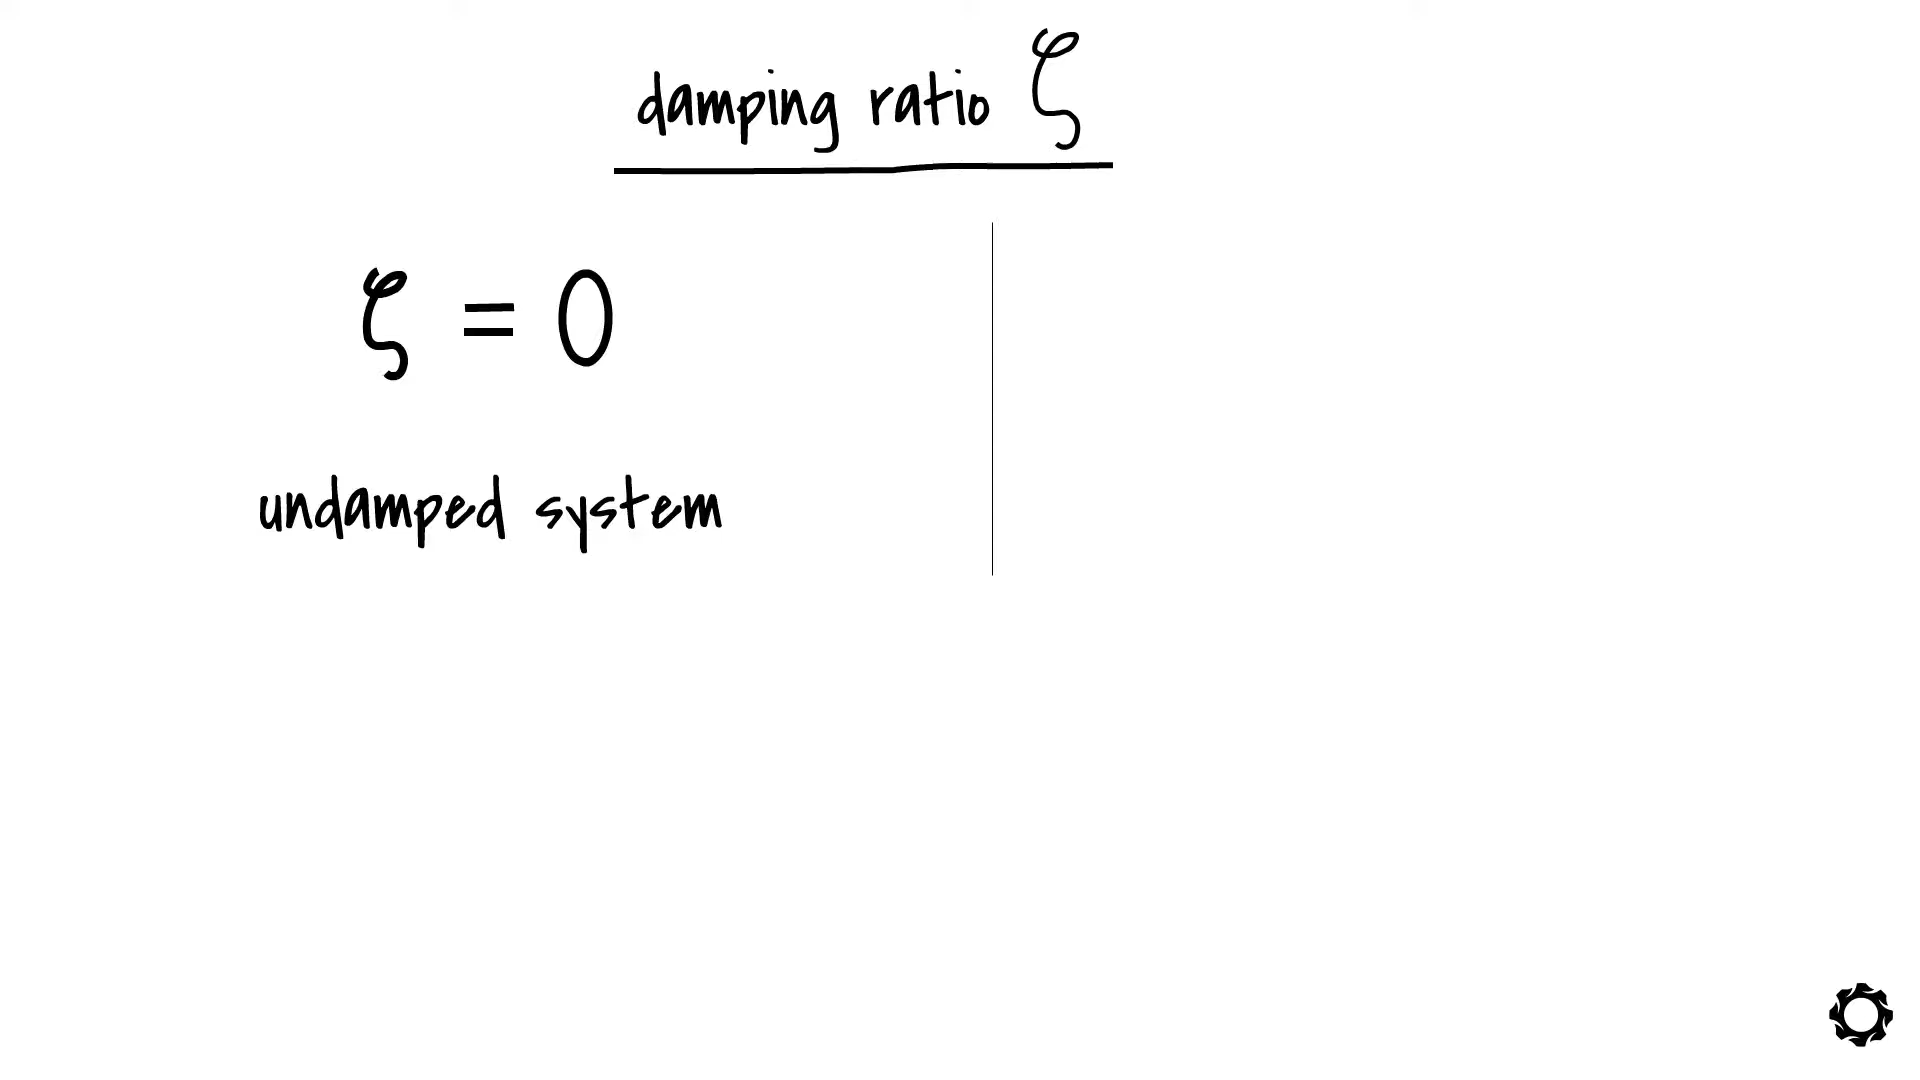 damping ratio ζ
ζ = 0
undamped system